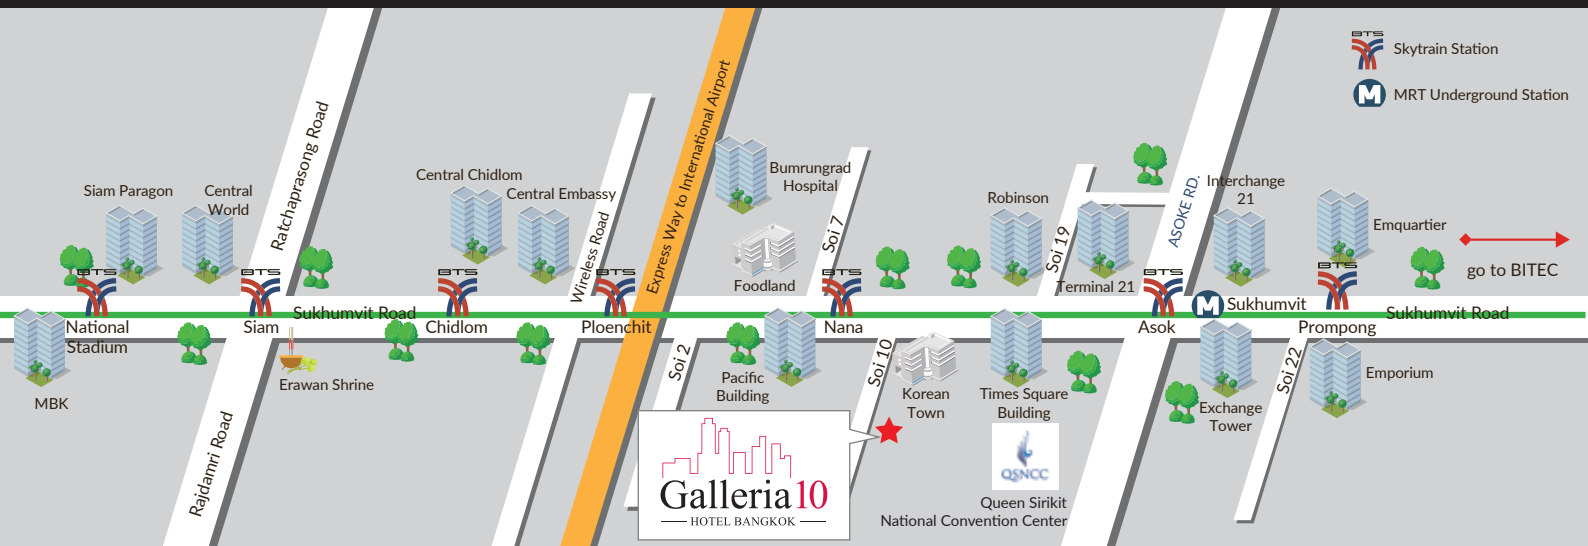 BTS
Skytrain Station
MRT Underground Station
Ratchaprasong Road
Express Way to International Airport
Siam Paragon
Central
World
Central Chidlom
Central Embassy
Wireless Road
Bumrungrad
Hospital
Foodland
Soi 7
Robinson
Soi 19
Terminal 21
ASOKE RD.
Interchange
21
Emquartier
go to BITEC
BTS
BTS
BTS
BTS
BTS
BTS
BTS
Sukhumvit Road
M Sukhumvit
Sukhumvit Road
National
Stadium
Siam
Chidlom
Ploenchit
Nana
Asok
Prompong
MBK
Erawan Shrine
Rajdamri Road
Soi 2
Pacific
Building
Soi 10
Korean
Town
Times Square
Building
Exchange
Tower
Soi 22
Emporium
Galleria 10
HOTEL BANGKOK
QSNCC
Queen Sirikit
National Convention Center